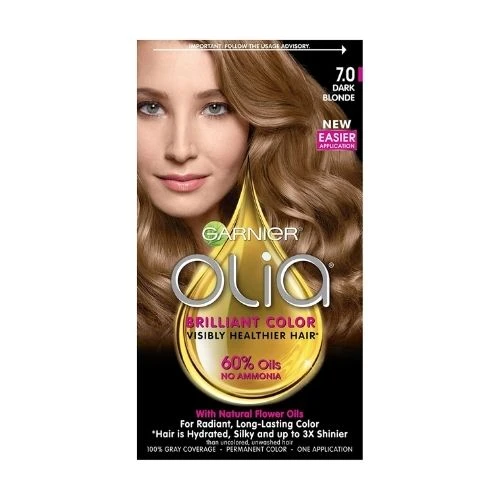 IMPORTANT: FOLLOW THE USAGE ADVISORY.
7.0
DARK
BLONDE
NEW
EASIER
APPLICATION
GARNIER
Olia
BRILLIANT COLOR
VISIBLY HEALTHIER HAIR*
60% Oils
NO AMMONIA
With Natural Flower Oils
For Radiant, Long-Lasting Color
*Hair is Hydrated, Silky and up to 3X Shinier
than uncolored, unwashed hair
100% GRAY COVERAGE - PERMANENT COLOR - ONE APPLICATION